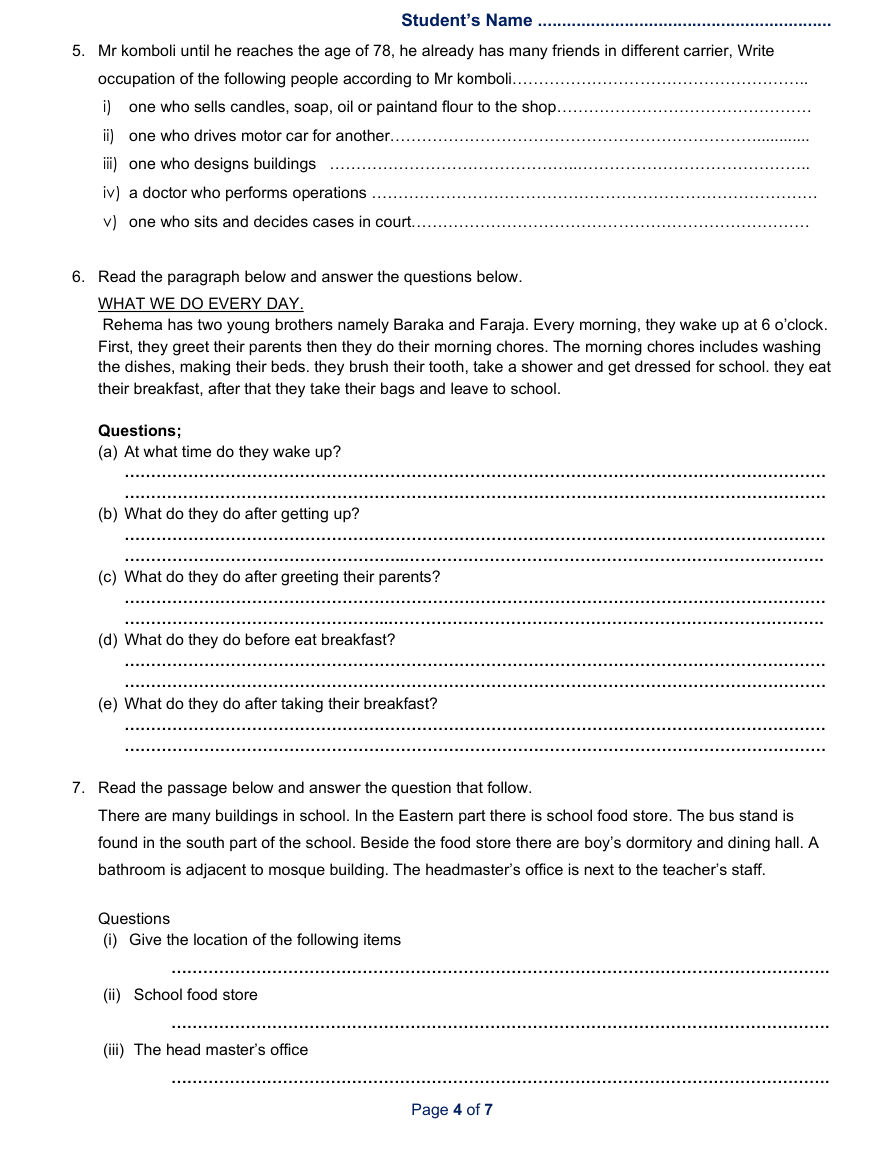 Student’s Name .............................................................
5. Mr komboli until he reaches the age of 78, he already has many friends in different carrier, Write
occupation of the following people according to Mr komboli………………………………………………..
i) one who sells candles, soap, oil or paintand flour to the shop…………………………………………
ii) one who drives motor car for another……………………………………………………………............
iii) one who designs buildings ………………………………………..……………………………………..
iv) a doctor who performs operations …………………………………………………………………………
v) one who sits and decides cases in court…………………………………………………………………
6. Read the paragraph below and answer the questions below.
WHAT WE DO EVERY DAY.
Rehema has two young brothers namely Baraka and Faraja. Every morning, they wake up at 6 o’clock.
First, they greet their parents then they do their morning chores. The morning chores includes washing
the dishes, making their beds. they brush their tooth, take a shower and get dressed for school. they eat
their breakfast, after that they take their bags and leave to school.
Questions;
(a) At what time do they wake up?
……………………………………………………………………………………………………………………
……………………………………………………………………………………………………………………
(b) What do they do after getting up?
……………………………………………………………………………………………………………………
……………………………………………...…………………………………………………………………….
(c) What do they do after greeting their parents?
……………………………………………………………………………………………………………………
…………………………………………...……………………………………………………………………….
(d) What do they do before eat breakfast?
……………………………………………………………………………………………………………………
……………………………………………………………………………………………………………………
(e) What do they do after taking their breakfast?
……………………………………………………………………………………………………………………
……………………………………………………………………………………………………………………
7. Read the passage below and answer the question that follow.
There are many buildings in school. In the Eastern part there is school food store. The bus stand is
found in the south part of the school. Beside the food store there are boy’s dormitory and dining hall. A
bathroom is adjacent to mosque building. The headmaster’s office is next to the teacher’s staff.
Questions
(i) Give the location of the following items
…………………………………………………………………………………………………………….
(ii) School food store
…………………………………………………………………………………………………………….
(iii) The head master’s office
…………………………………………………………………………………………………………….
Page 4 of 7